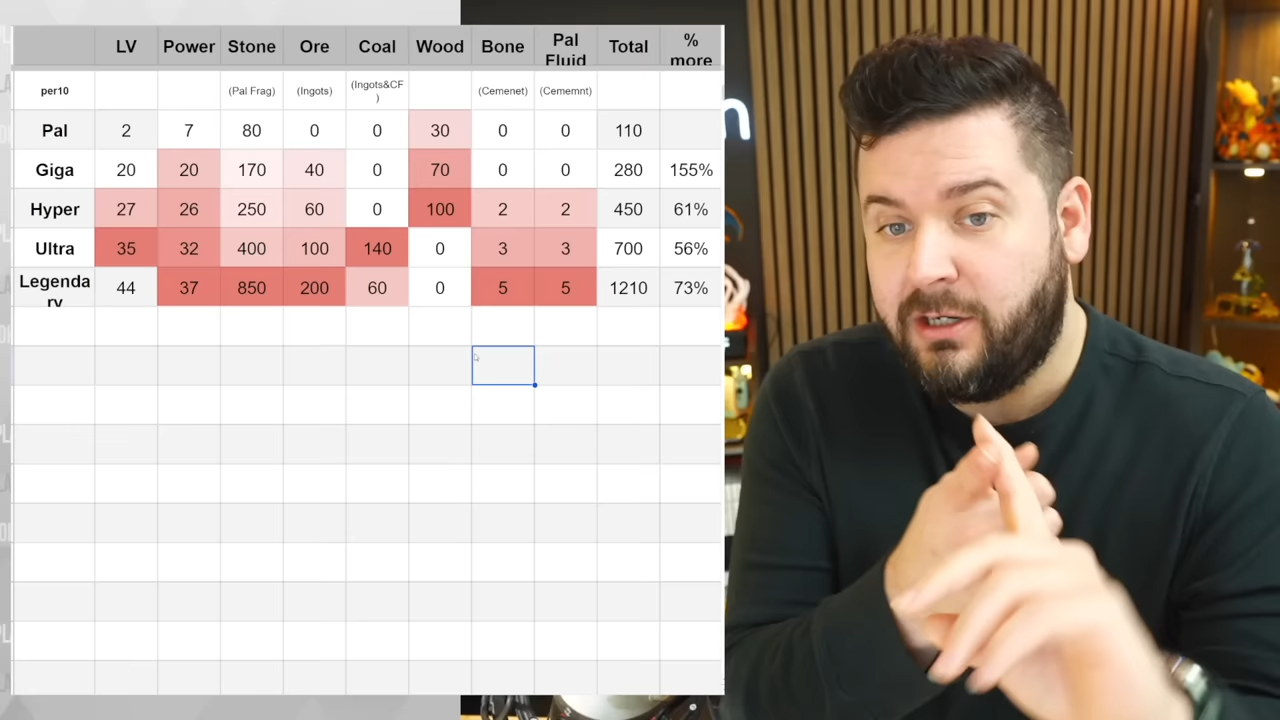 LV Power Stone Ore Coal Wood Bone Pal Fluid Total % more
per10 (Pal Frag) (Ingots) (Ingots&CF) (Cemenet) (Cememnt)
Pal 2 7 80 0 0 30 0 0 110
Giga 20 20 170 40 0 70 0 0 280 155%
Hyper 27 26 250 60 0 100 2 2 450 61%
Ultra 35 32 400 100 140 0 3 3 700 56%
Legendary 44 37 850 200 60 0 5 5 1210 73%
n